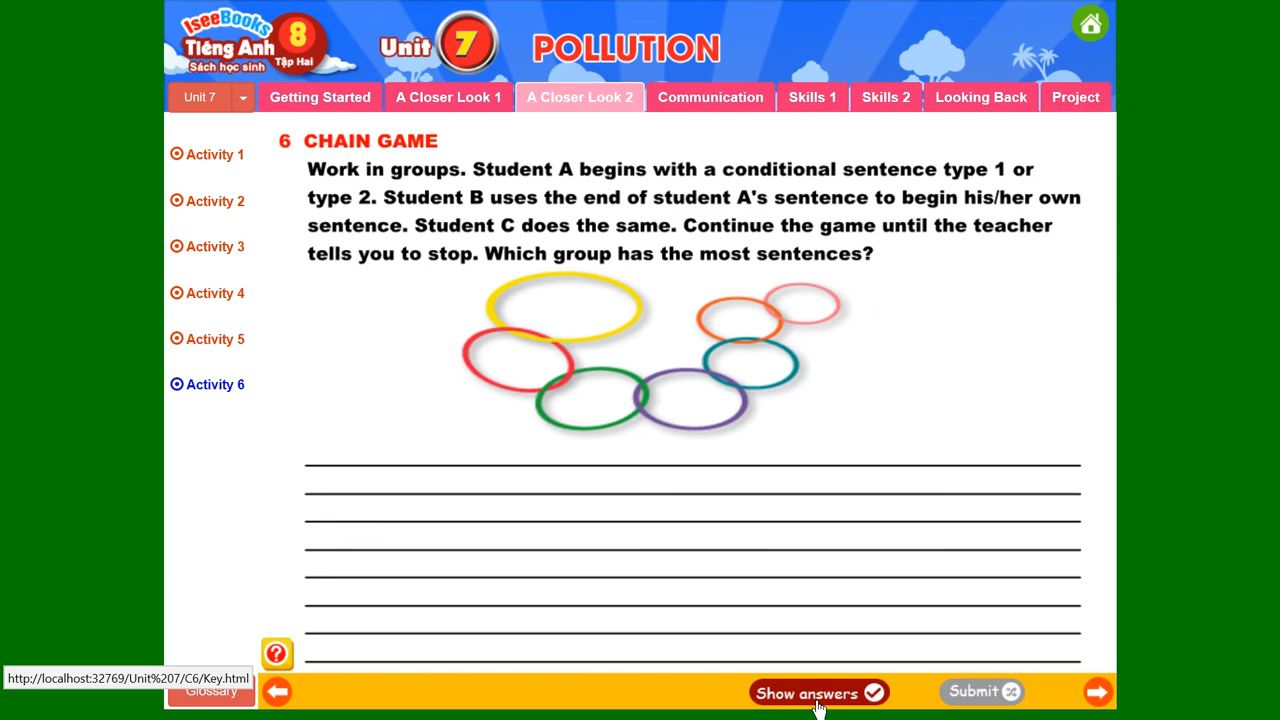 IseeBooks
Tiếng Anh 8
Tập Hai
Sách học sinh
Unit 7
POLLUTION
Unit 7
Getting Started
A Closer Look 1
A Closer Look 2
Communication
Skills 1
Skills 2
Looking Back
Project
Activity 1
Activity 2
Activity 3
Activity 4
Activity 5
Activity 6
6 CHAIN GAME
Work in groups. Student A begins with a conditional sentence type 1 or
type 2. Student B uses the end of student A's sentence to begin his/her own
sentence. Student C does the same. Continue the game until the teacher
tells you to stop. Which group has the most sentences?
?
http://localhost:32769/Unit%207/C6/Key.html
Glossary
Show answers
Submit